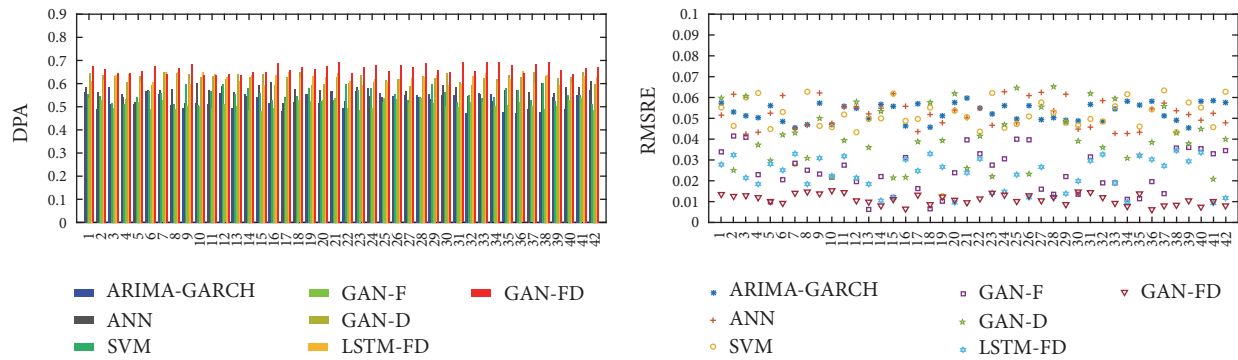 0.9
0.8
0.7
0.6
0.5
0.4
0.3
0.2
0.1
0
DPA
1 2 3 4 5 6 7 8 9 10 11 12 13 14 15 16 17 18 19 20 21 22 23 24 25 26 27 28 29 30 31 32 33 34 35 36 37 38 39 40 41 42
ARIMA-GARCH
ANN
SVM
GAN-F
GAN-D
LSTM-FD
GAN-FD
0.1
0.09
0.08
0.07
0.06
0.05
0.04
0.03
0.02
0.01
0
RMSRE
1 2 3 4 5 6 7 8 9 10 11 12 13 14 15 16 17 18 19 20 21 22 23 24 25 26 27 28 29 30 31 32 33 34 35 36 37 38 39 40 41 42
ARIMA-GARCH
ANN
SVM
GAN-F
GAN-D
LSTM-FD
GAN-FD